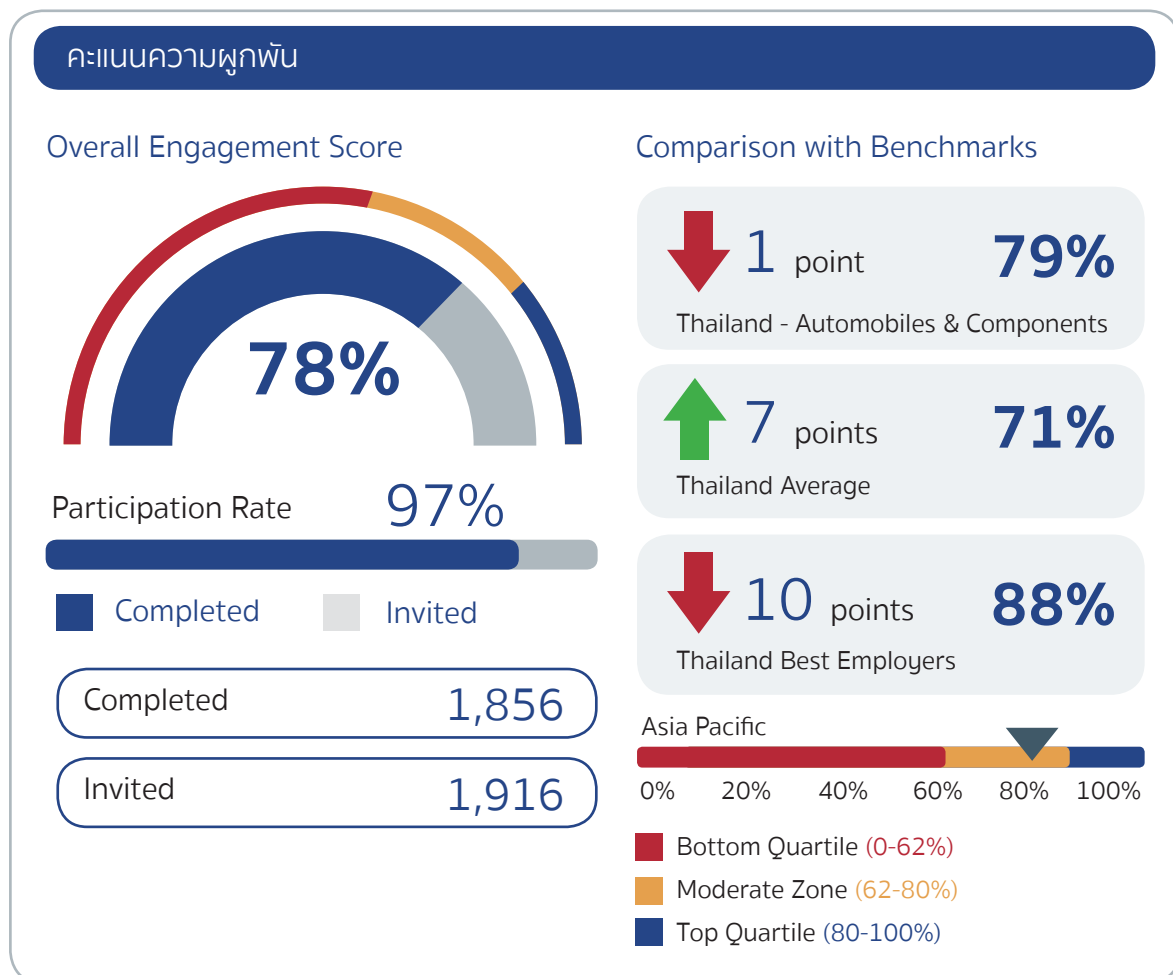 คะแนนความผูกพัน
Overall Engagement Score
78%
Participation Rate 97%
Completed Invited
Completed 1,856
Invited 1,916
Comparison with Benchmarks
1 point 79%
Thailand - Automobiles & Components
7 points 71%
Thailand Average
10 points 88%
Thailand Best Employers
Asia Pacific
0% 20% 40% 60% 80% 100%
Bottom Quartile (0-62%)
Moderate Zone (62-80%)
Top Quartile (80-100%)